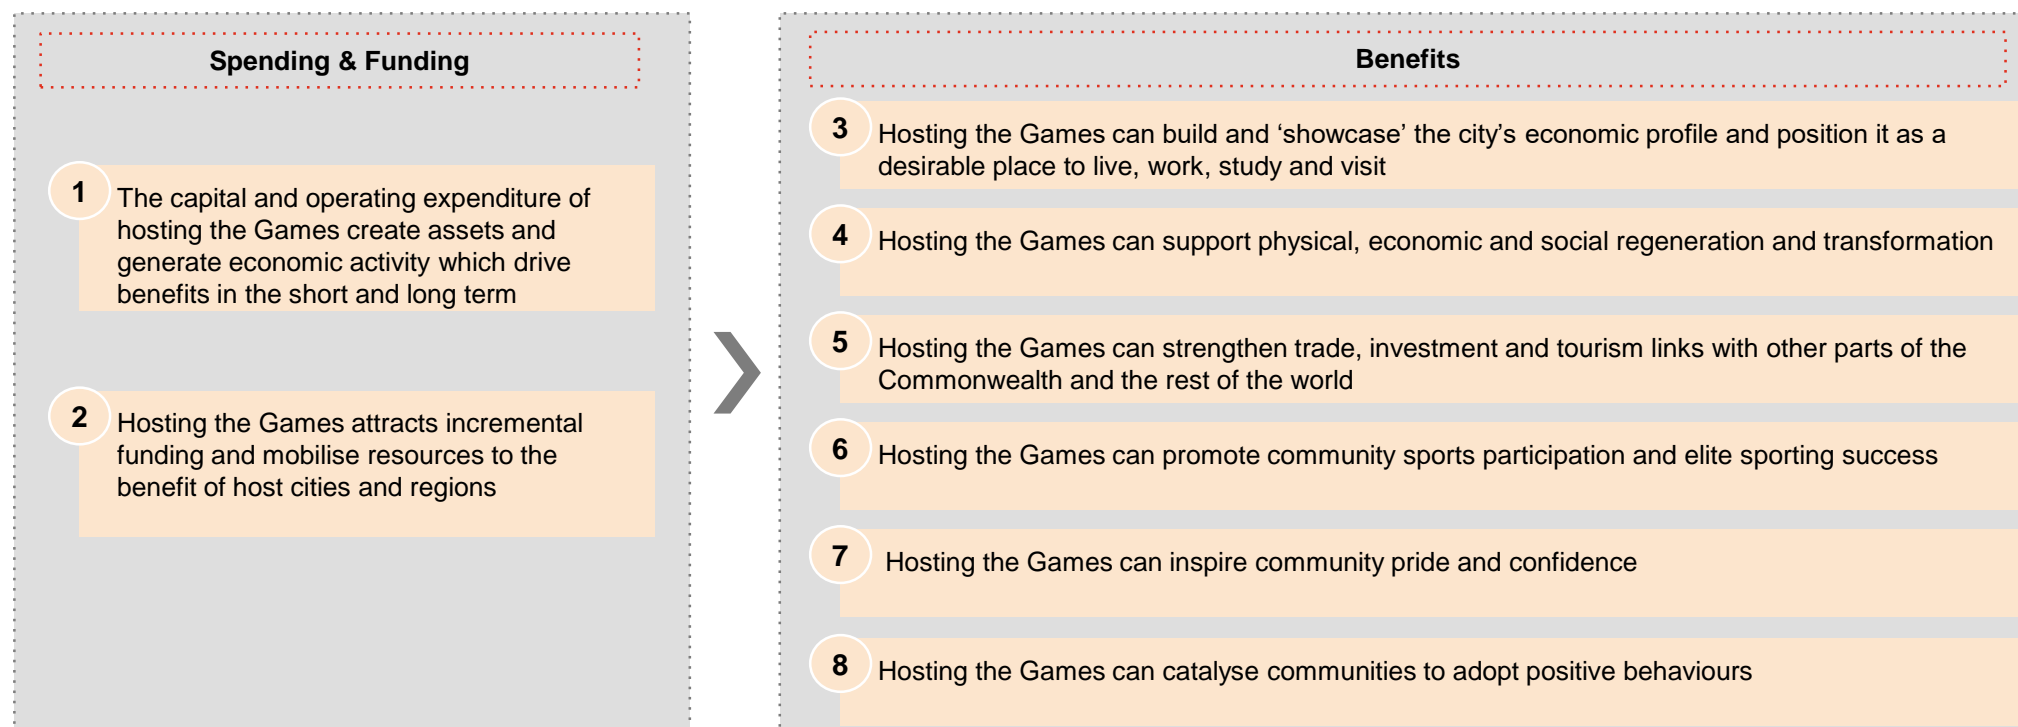 Spending & Funding
1
The capital and operating expenditure of
hosting the Games create assets and
generate economic activity which drive
benefits in the short and long term
2
Hosting the Games attracts incremental
funding and mobilise resources to the
benefit of host cities and regions
Benefits
3
Hosting the Games can build and ‘showcase’ the city’s economic profile and position it as a
desirable place to live, work, study and visit
4
Hosting the Games can support physical, economic and social regeneration and transformation
5
Hosting the Games can strengthen trade, investment and tourism links with other parts of the
Commonwealth and the rest of the world
6
Hosting the Games can promote community sports participation and elite sporting success
7
Hosting the Games can inspire community pride and confidence
8
Hosting the Games can catalyse communities to adopt positive behaviours